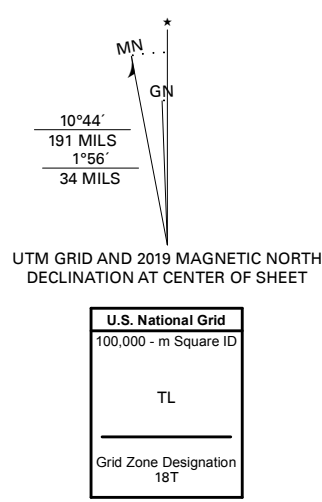 ★
MN
GN
10°44´
191 MILS
1°56´
34 MILS
UTM GRID AND 2019 MAGNETIC NORTH
DECLINATION AT CENTER OF SHEET
U.S. National Grid
100,000 - m Square ID
TL
Grid Zone Designation
18T